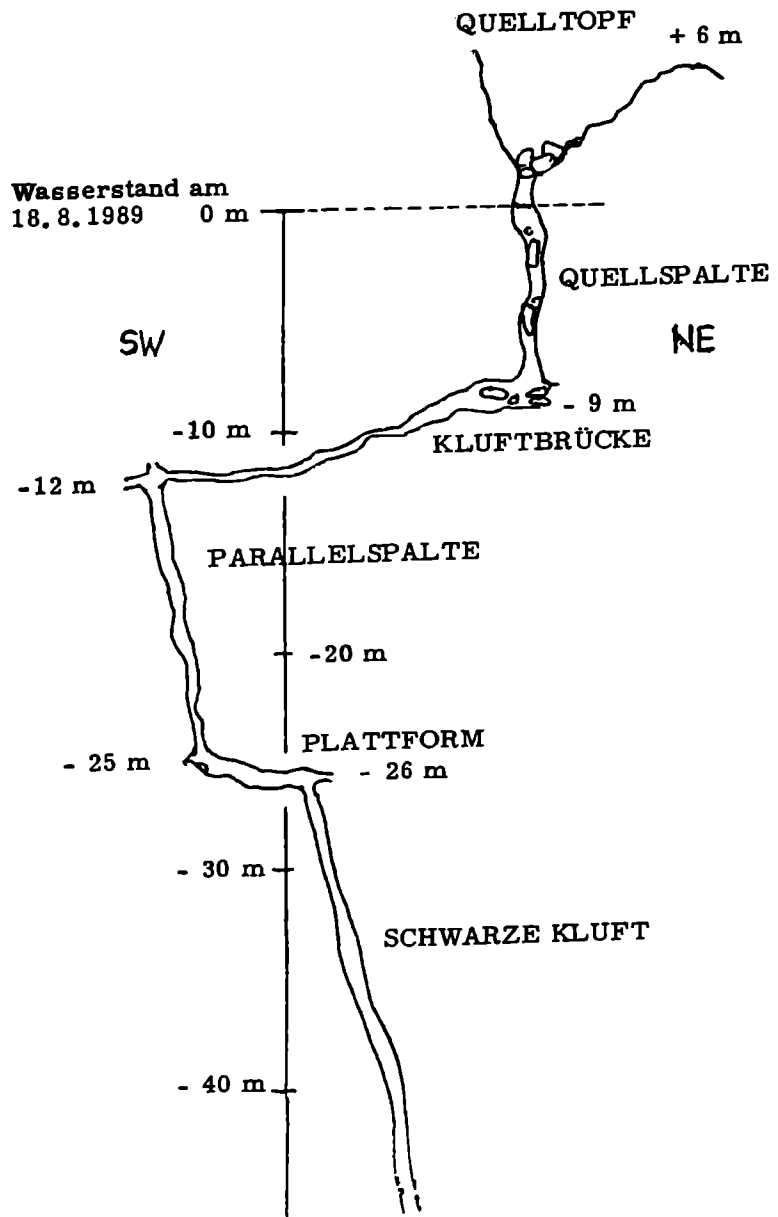 QUELLTOPF
+ 6 m
Wasserstand am
18.8.1989 0 m
QUELLSPALTE
SW
NE
- 9 m
-10 m
KLUFTBRÜCKE
-12 m
PARALLELSPALTE
-20 m
PLATTFORM
- 25 m
- 26 m
- 30 m
SCHWARZE KLUFT
- 40 m